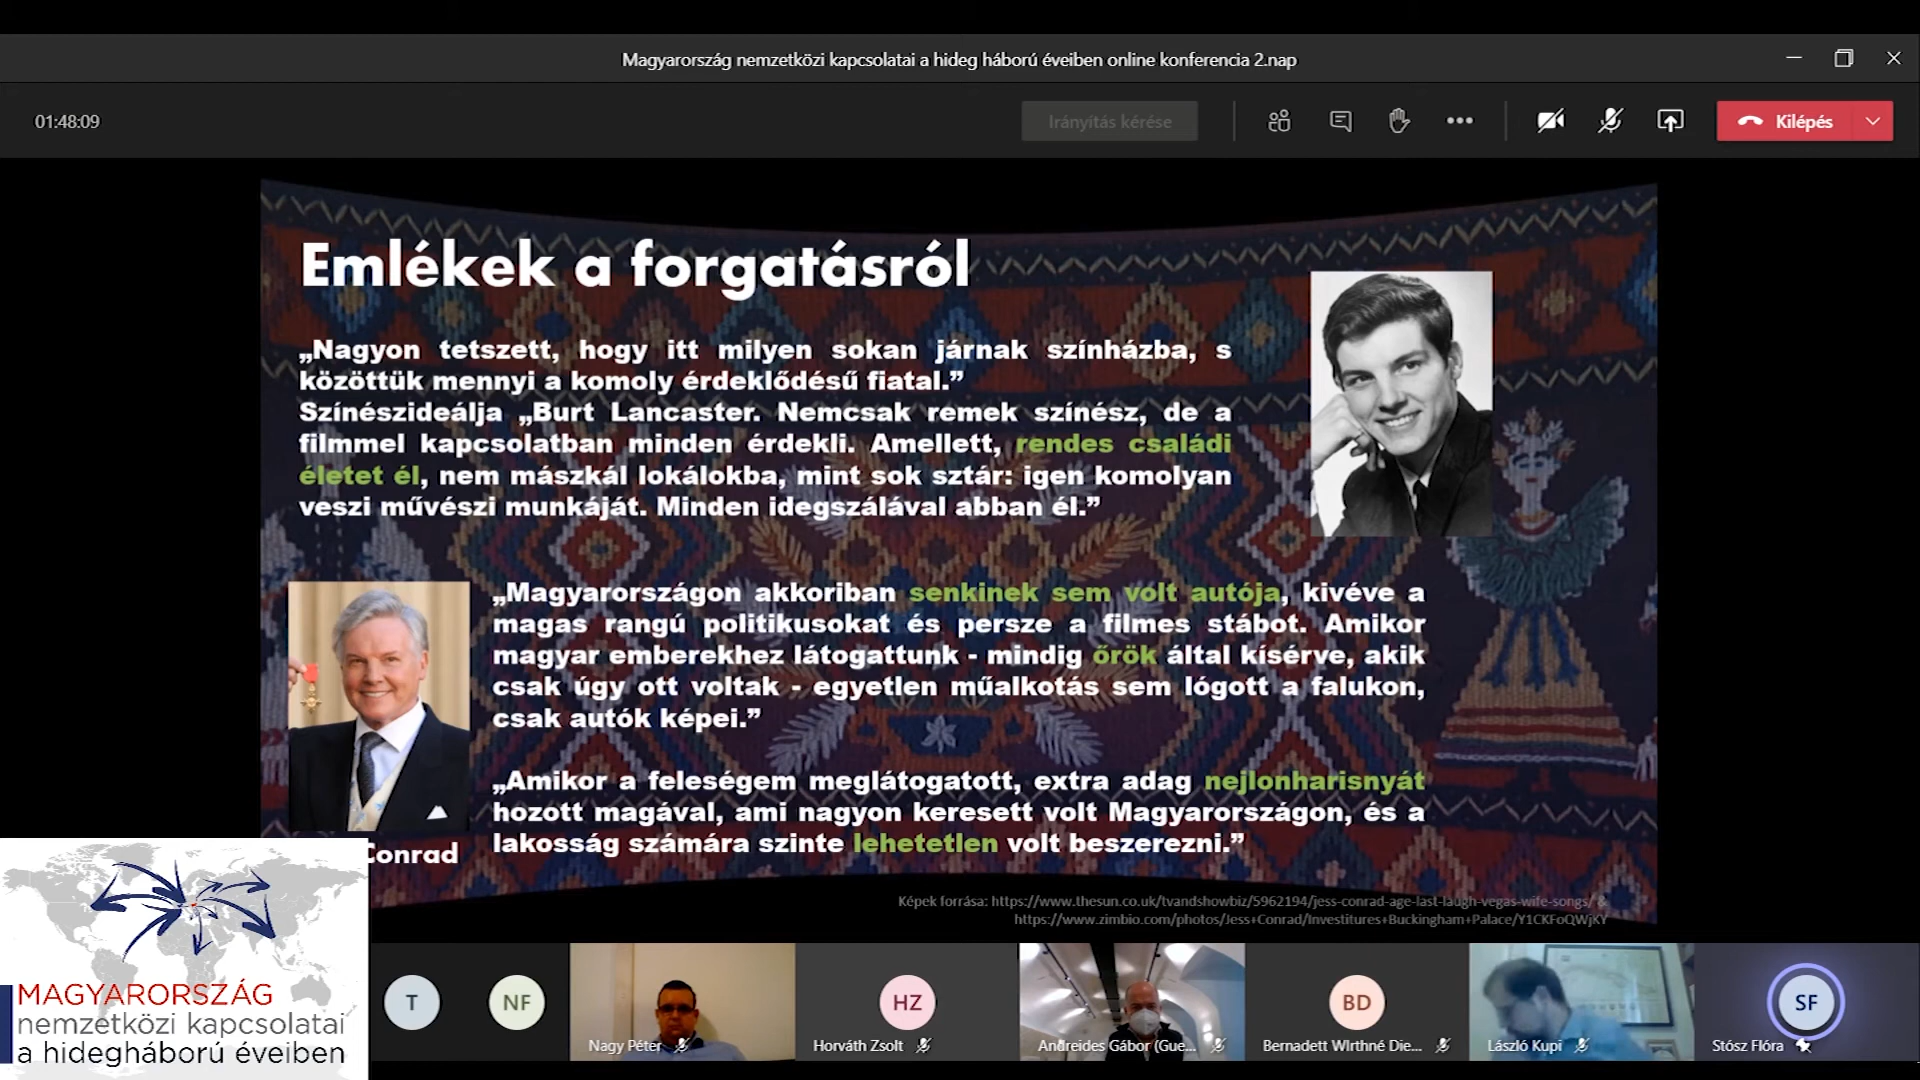 Magyarország nemzetközi kapcsolatai a hideg háború éveiben online konferencia 2.nap
01:48:09
Irányítás kérése
Kilépés
Emlékek a forgatásról
„Nagyon tetszett, hogy itt milyen sokan járnak színházba, s
közöttük mennyi a komoly érdeklődésű fiatal.”
Színészideálja „Burt Lancaster. Nemcsak remek színész, de a
filmmel kapcsolatban minden érdekli. Amellett, rendes családi
életet él, nem mászkál lokálokba, mint sok sztár: igen komolyan
veszi művészi munkáját. Minden idegszálával abban él.”
„Magyarországon akkoriban senkinek sem volt autója, kivéve a
magas rangú politikusokat és persze a filmes stábot. Amikor
magyar emberekhez látogattunk - mindig őrök által kísérve, akik
csak úgy ott voltak - egyetlen műalkotás sem lógott a falukon,
csak autók képei.”
„Amikor a feleségem meglátogatott, extra adag nejlonharisnyát
hozott magával, ami nagyon keresett volt Magyarországon, és a
lakosság számára szinte lehetetlen volt beszerezni.”
Conrad
Képek forrása: https://www.thesun.co.uk/tvandshowbiz/5962194/jess-conrad-age-last-laugh-vegas-wife-songs/ &
https://www.zimbio.com/photos/Jess+Conrad/Investitures+Buckingham+Palace/Y1CKFoQWjKY
MAGYARORSZÁG
nemzetközi kapcsolatai
a hidegháború éveiben
T
NF
Nagy Péter
HZ
Horváth Zsolt
Andreides Gábor (Gue...
BD
Bernadett WIrthné Die...
László Kupi
SF
Stósz Flóra